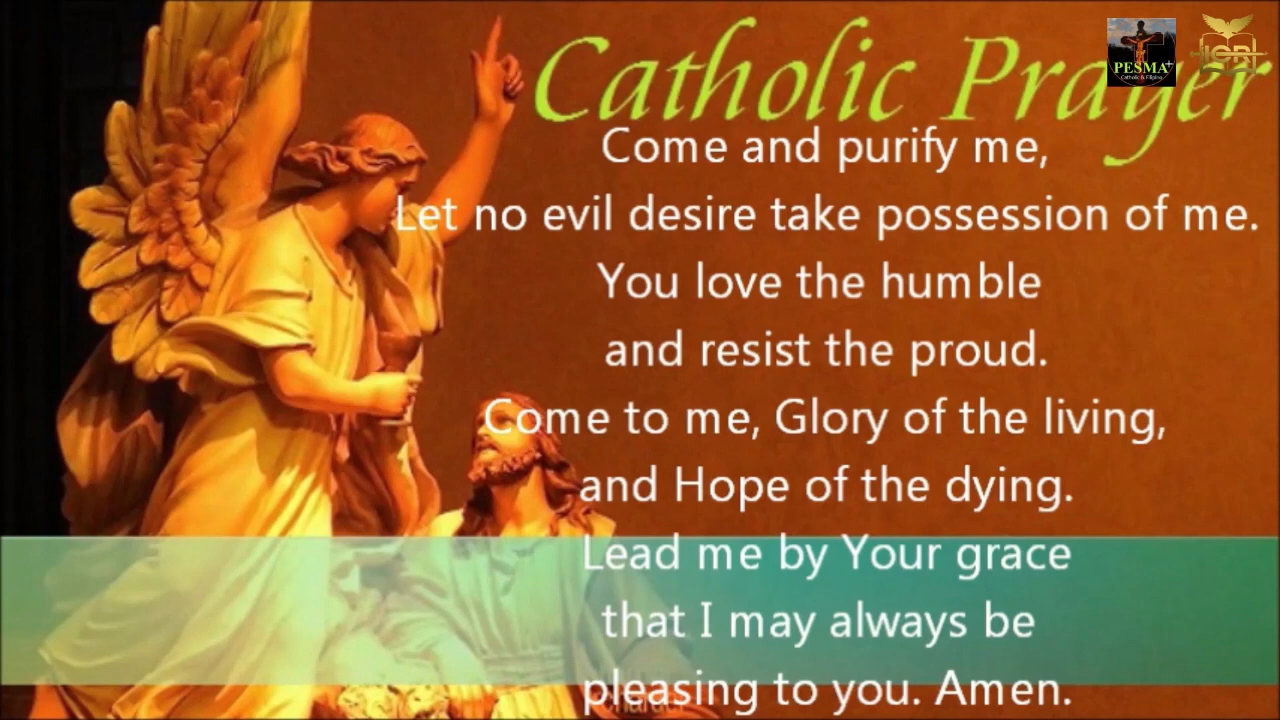 Catholic Prayer
PESMA+
Catholic & Filipino
Come and purify me,
Let no evil desire take possession of me.
You love the humble
and resist the proud.
Come to me, Glory of the living,
and Hope of the dying.
Lead me by Your grace
that I may always be
pleasing to you. Amen.